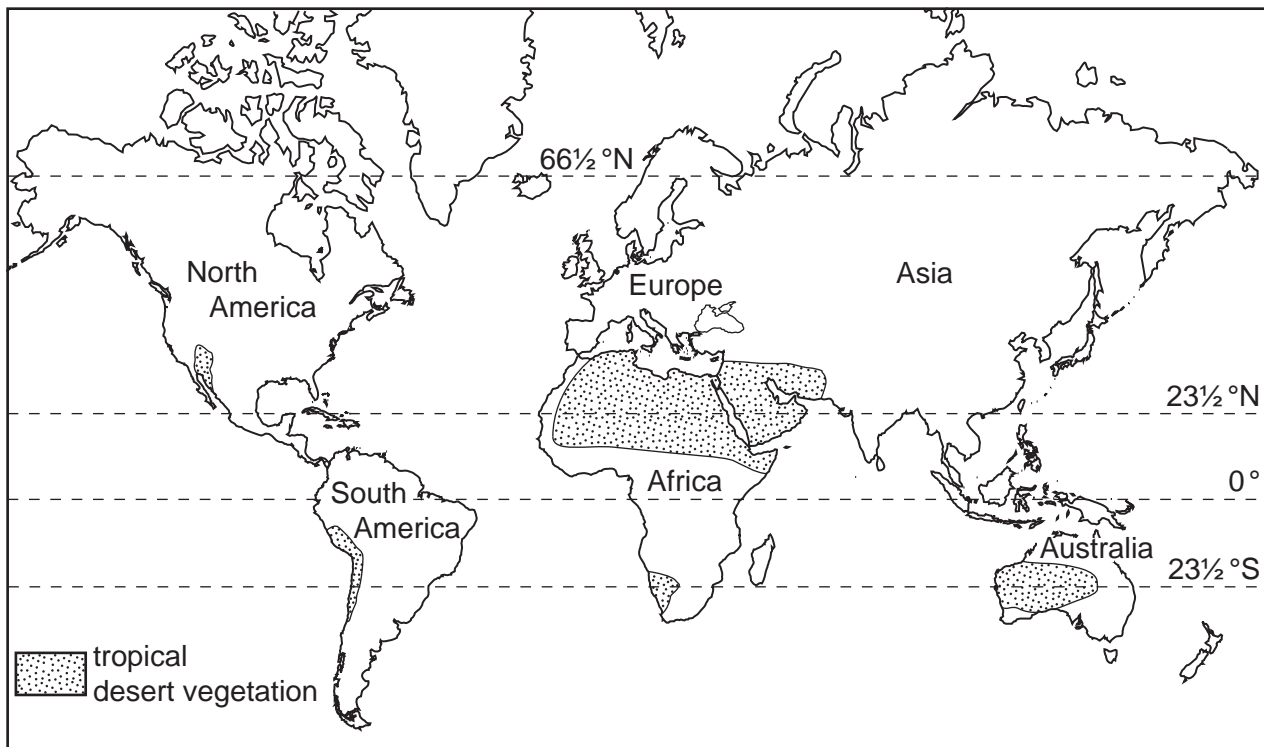 66½ °N
North
America
Europe
Asia
23½ °N
Africa
0 °
South
America
Australia
23½ °S
tropical
desert vegetation